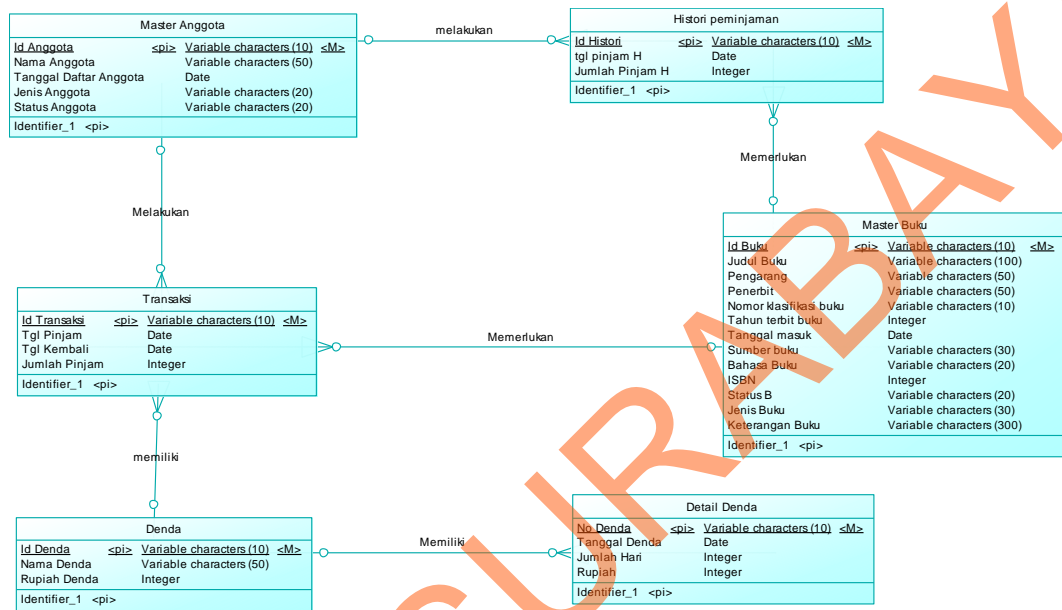 Master Anggota
Id Anggota <pi> Variable characters (10) <M>
Nama Anggota Variable characters (50)
Tanggal Daftar Anggota Date
Jenis Anggota Variable characters (20)
Status Anggota Variable characters (20)
Identifier_1 <pi>
melakukan
Histori peminjaman
Id Histori <pi> Variable characters (10) <M>
tgl pinjam H Date
Jumlah Pinjam H Integer
Identifier_1 <pi>
Melakukan
Memerlukan
Master Buku
Id Buku <pi> Variable characters (10) <M>
Judul Buku Variable characters (100)
Pengarang Variable characters (50)
Penerbit Variable characters (50)
Nomor klasifikasi buku Variable characters (10)
Tahun terbit buku Integer
Tanggal masuk Date
Sumber buku Variable characters (30)
Bahasa Buku Variable characters (20)
ISBN Integer
Status B Variable characters (20)
Jenis Buku Variable characters (30)
Keterangan Buku Variable characters (300)
Identifier_1 <pi>
Transaksi
Id Transaksi <pi> Variable characters (10) <M>
Tgl Pinjam Date
Tgl Kembali Date
Jumlah Pinjam Integer
Identifier_1 <pi>
Memerlukan
memiliki
Denda
Id Denda <pi> Variable characters (10) <M>
Nama Denda Variable characters (50)
Rupiah Denda Integer
Identifier_1 <pi>
Memiliki
Detail Denda
No Denda <pi> Variable characters (10) <M>
Tanggal Denda Date
Jumlah Hari Integer
Rupiah Integer
Identifier_1 <pi>
SURABAY